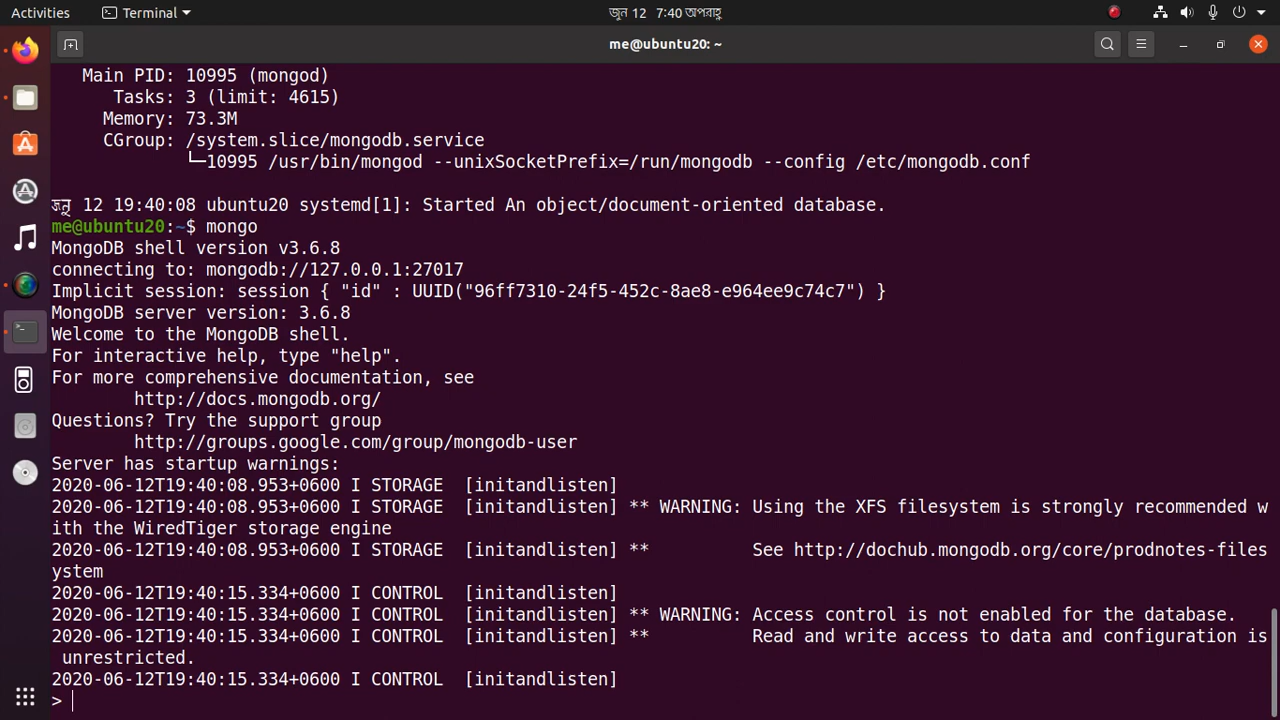 Activities
Terminal
জুন 12 7:40 অপরাহ্ণ
me@ubuntu20: ~
Main PID: 10995 (mongod)
Tasks: 3 (limit: 4615)
Memory: 73.3M
CGroup: /system.slice/mongodb.service
└─10995 /usr/bin/mongod --unixSocketPrefix=/run/mongodb --config /etc/mongodb.conf
জুন 12 19:40:08 ubuntu20 systemd[1]: Started An object/document-oriented database.
me@ubuntu20:~$ mongo
MongoDB shell version v3.6.8
connecting to: mongodb://127.0.0.1:27017
Implicit session: session { "id" : UUID("96ff7310-24f5-452c-8ae8-e964ee9c74c7") }
MongoDB server version: 3.6.8
Welcome to the MongoDB shell.
For interactive help, type "help".
For more comprehensive documentation, see
http://docs.mongodb.org/
Questions? Try the support group
http://groups.google.com/group/mongodb-user
Server has startup warnings:
2020-06-12T19:40:08.953+0600 I STORAGE  [initandlisten]
2020-06-12T19:40:08.953+0600 I STORAGE  [initandlisten] ** WARNING: Using the XFS filesystem is strongly recommended w
ith the WiredTiger storage engine
2020-06-12T19:40:08.953+0600 I STORAGE  [initandlisten] **          See http://dochub.mongodb.org/core/prodnotes-files
ystem
2020-06-12T19:40:15.334+0600 I CONTROL  [initandlisten]
2020-06-12T19:40:15.334+0600 I CONTROL  [initandlisten] ** WARNING: Access control is not enabled for the database.
2020-06-12T19:40:15.334+0600 I CONTROL  [initandlisten] **          Read and write access to data and configuration is
unrestricted.
2020-06-12T19:40:15.334+0600 I CONTROL  [initandlisten]
>